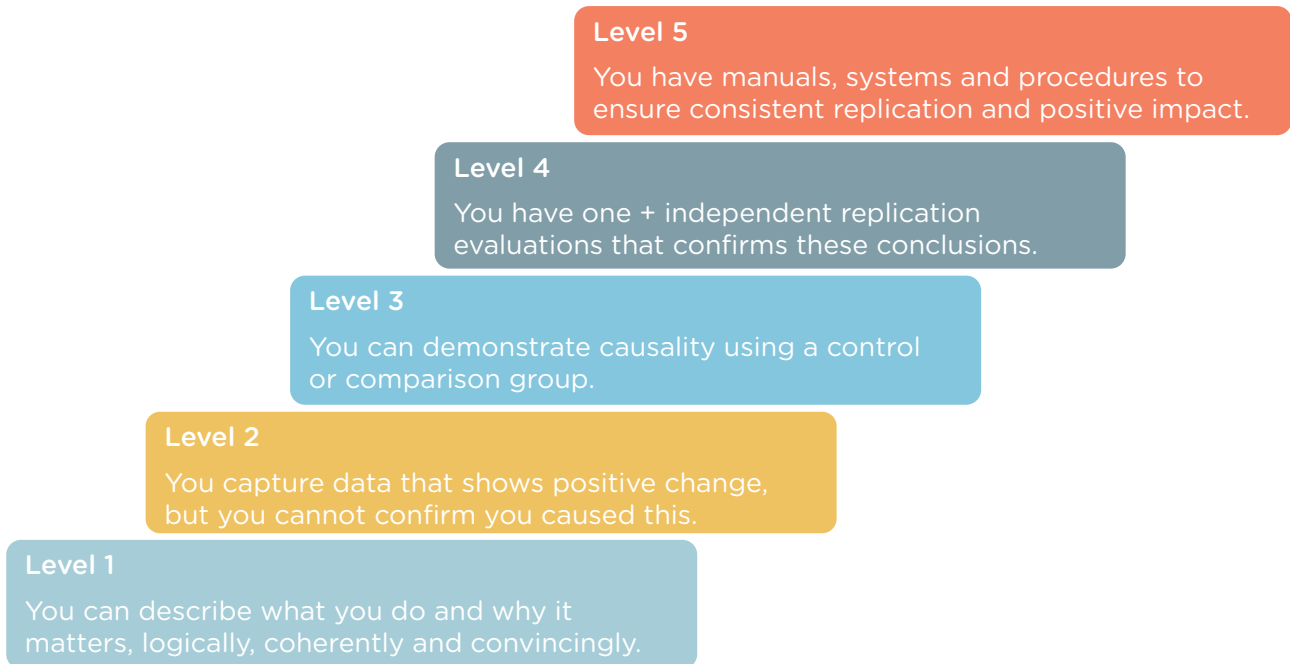 Level 5
You have manuals, systems and procedures to
ensure consistent replication and positive impact.
Level 4
You have one + independent replication
evaluations that confirms these conclusions.
Level 3
You can demonstrate causality using a control
or comparison group.
Level 2
You capture data that shows positive change,
but you cannot confirm you caused this.
Level 1
You can describe what you do and why it
matters, logically, coherently and convincingly.